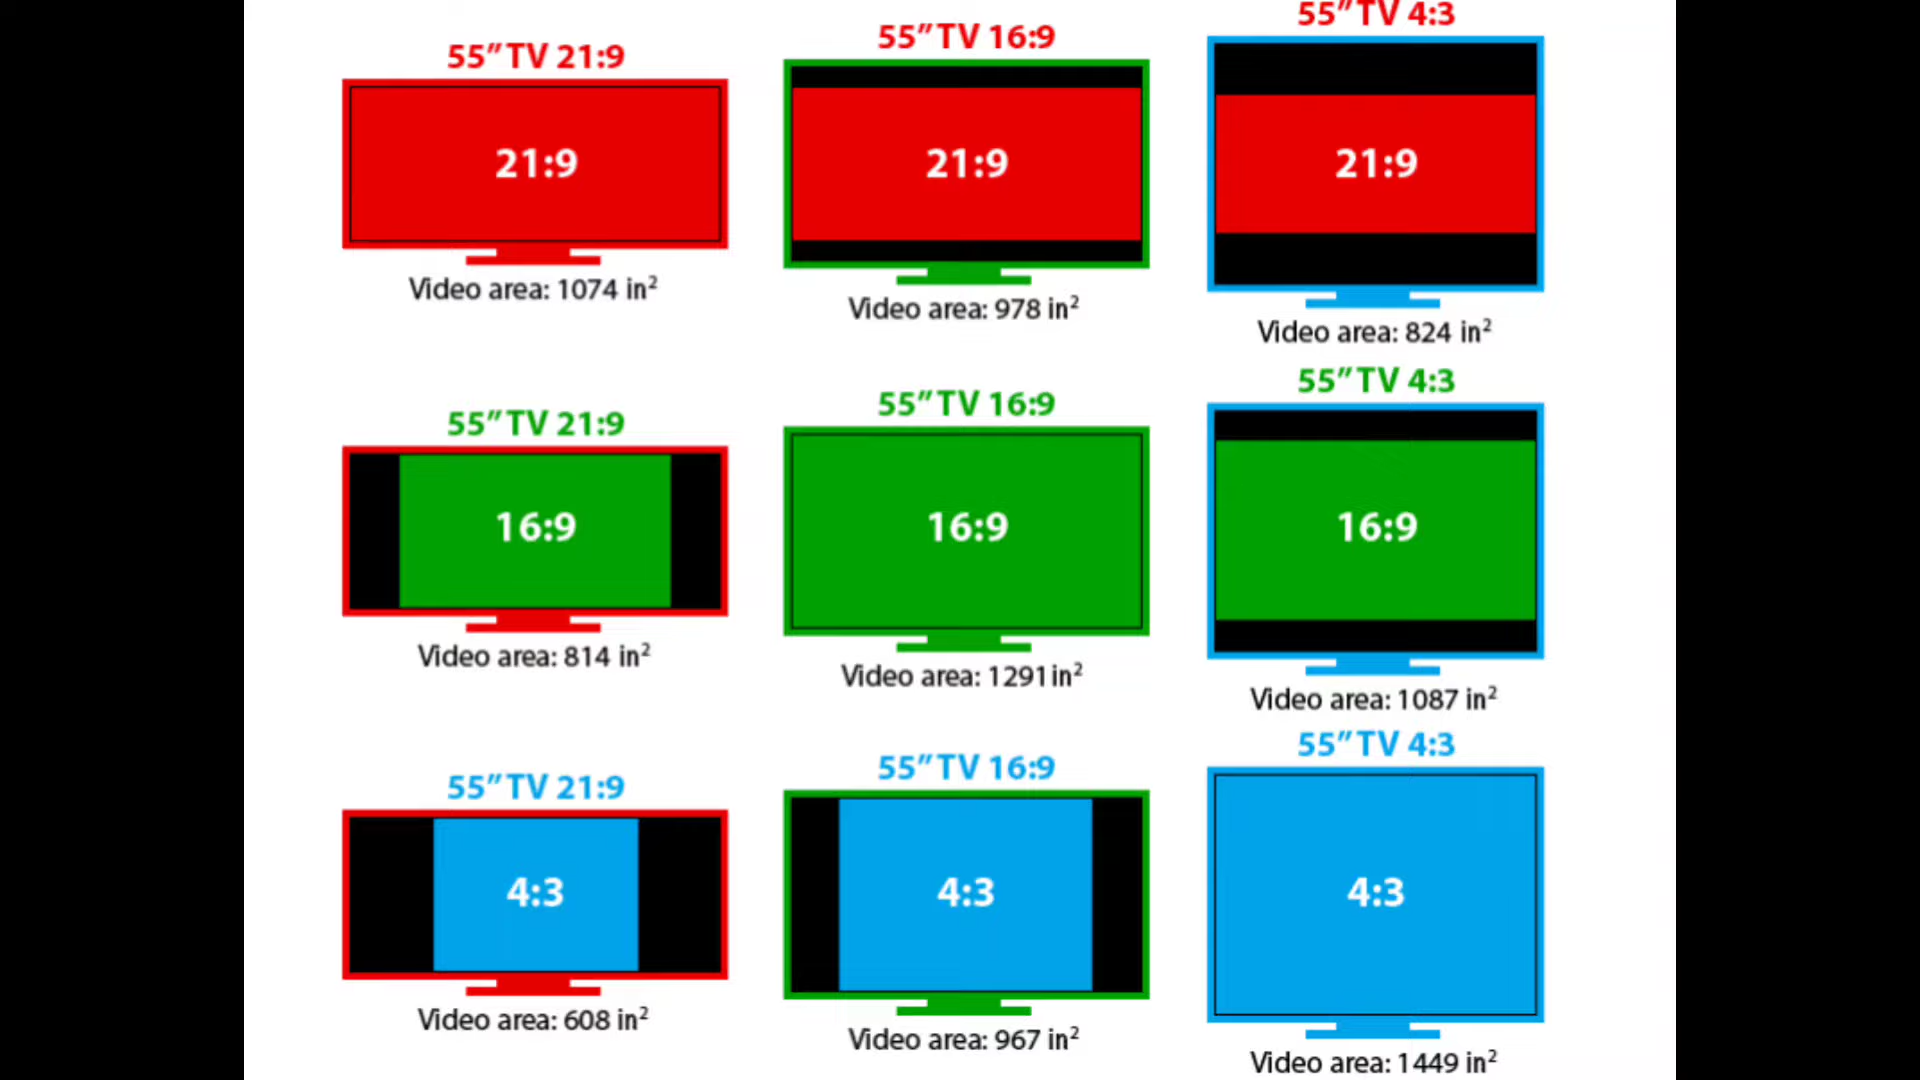 55” TV 21:9
55” TV 16:9
55” TV 4:3
21:9
21:9
21:9
Video area: 1074 in²
Video area: 978 in²
Video area: 824 in²
55” TV 21:9
55” TV 16:9
55” TV 4:3
16:9
16:9
16:9
Video area: 814 in²
Video area: 1291in²
Video area: 1087 in²
55” TV 21:9
55” TV 16:9
55” TV 4:3
4:3
4:3
4:3
Video area: 608 in²
Video area: 967 in²
Video area: 1449 in²